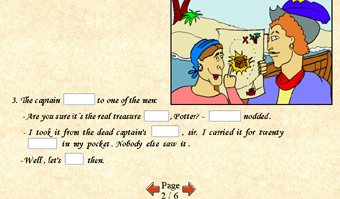 3. The captain to one of the men:
- Are you sure it´s the real treasure , Potter? - nodded.
- I took it from the dead captain's , sir. I carried it for twenty
in my pocket. Nobody else saw it.
- Well, let's then.
Page
2 / 6